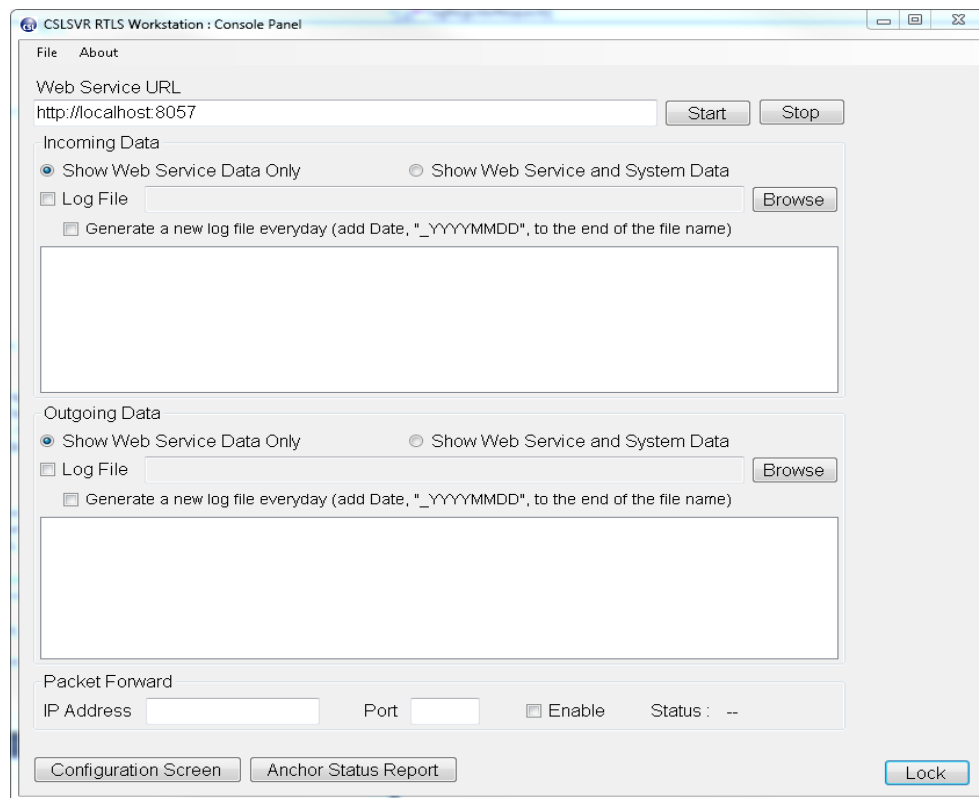 CSL CSLSVR RTLS Workstation : Console Panel
File About
Web Service URL
http://localhost:8057 Start Stop
Incoming Data
Show Web Service Data Only Show Web Service and System Data
Log File Browse
Generate a new log file everyday (add Date, "_YYYYMMDD", to the end of the file name)
Outgoing Data
Show Web Service Data Only Show Web Service and System Data
Log File Browse
Generate a new log file everyday (add Date, "_YYYYMMDD", to the end of the file name)
Packet Forward
IP Address Port Enable Status : --
Configuration Screen Anchor Status Report Lock